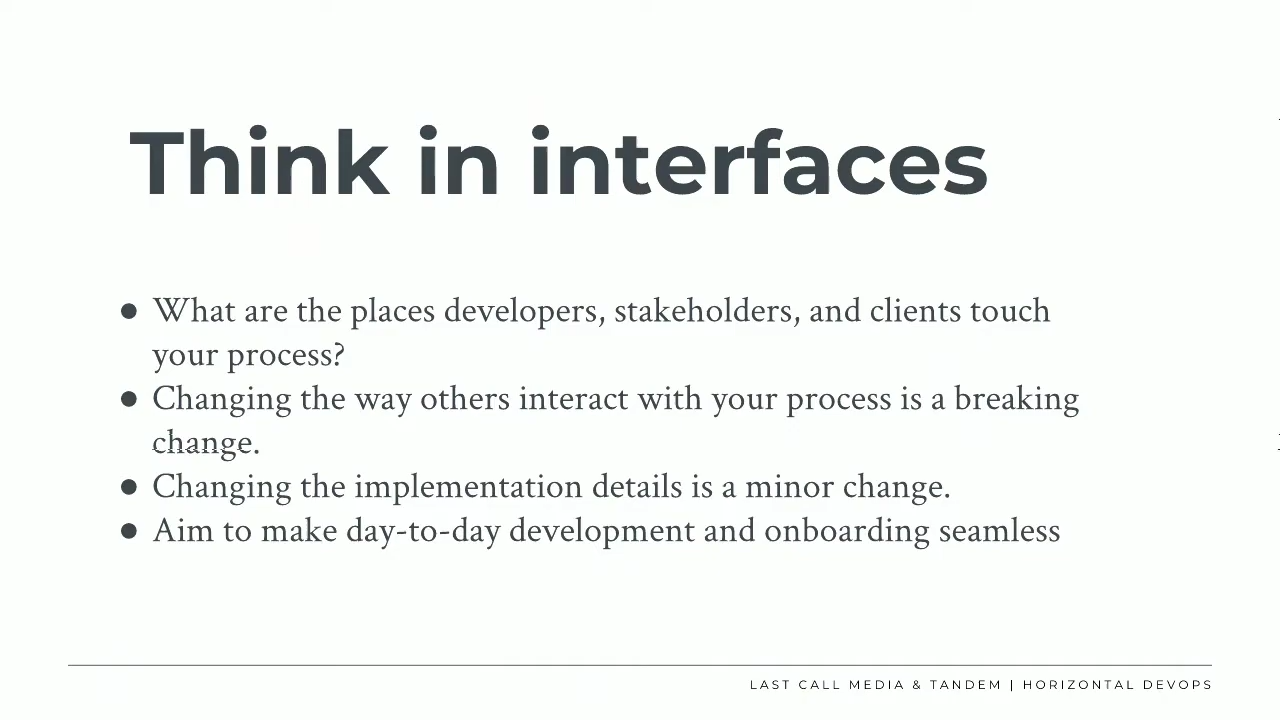 Think in interfaces
● What are the places developers, stakeholders, and clients touch
your process?
● Changing the way others interact with your process is a breaking
change.
● Changing the implementation details is a minor change.
● Aim to make day-to-day development and onboarding seamless
LAST CALL MEDIA & TANDEM | HORIZONTAL DEVOPS